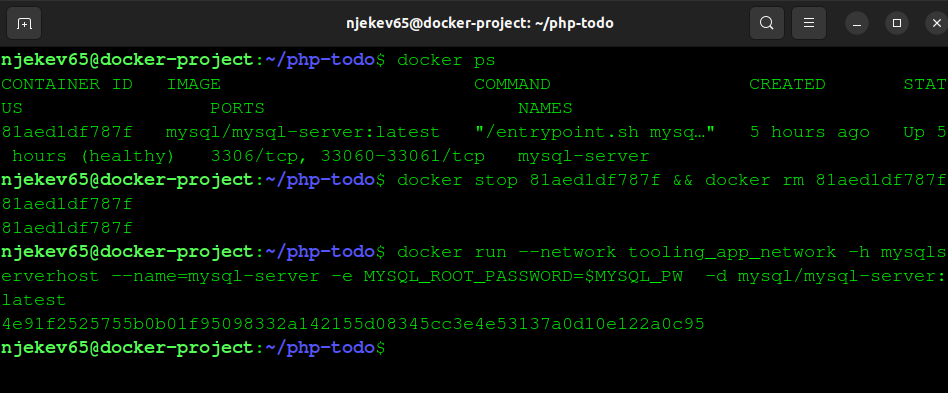 njekev65@docker-project: ~/php-todo
njekev65@docker-project:~/php-todo$ docker ps
CONTAINER ID   IMAGE                       COMMAND                  CREATED       STAT
US                 PORTS                       NAMES
81aed1df787f   mysql/mysql-server:latest   "/entrypoint.sh mysq…"   5 hours ago   Up 5
 hours (healthy)   3306/tcp, 33060-33061/tcp   mysql-server
njekev65@docker-project:~/php-todo$ docker stop 81aed1df787f && docker rm 81aed1df787f
81aed1df787f
81aed1df787f
njekev65@docker-project:~/php-todo$ docker run --network tooling_app_network -h mysqls
erverhost --name=mysql-server -e MYSQL_ROOT_PASSWORD=$MYSQL_PW  -d mysql/mysql-server:
latest
4e91f2525755b0b01f95098332a142155d08345cc3e4e53137a0d10e122a0c95
njekev65@docker-project:~/php-todo$